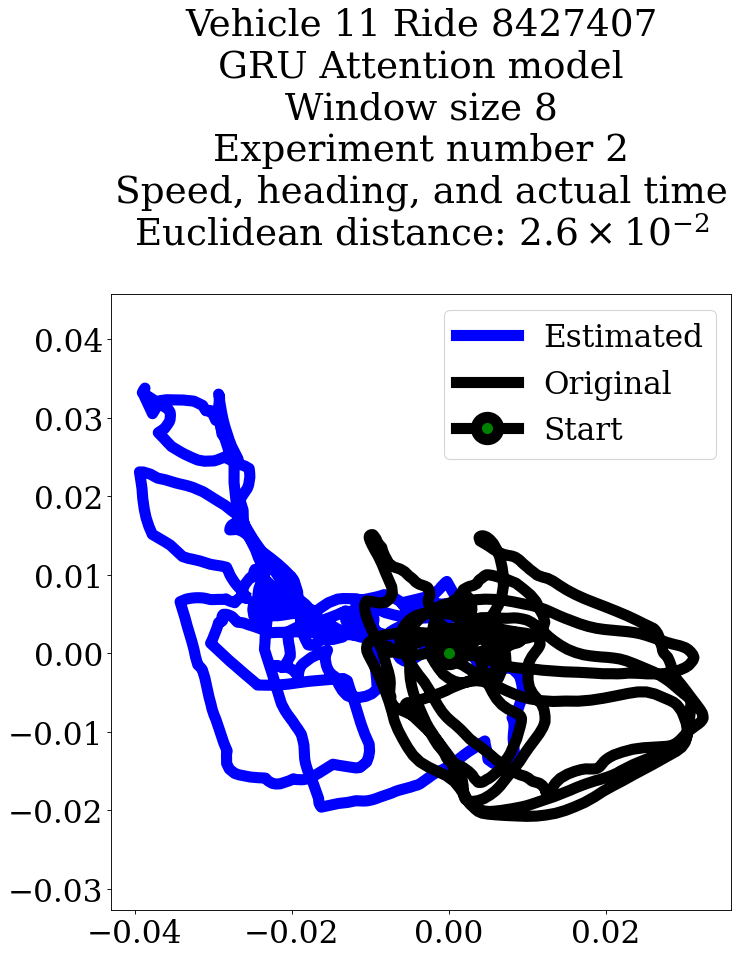 Vehicle 11 Ride 8427407
GRU Attention model
Window size 8
Experiment number 2
Speed, heading, and actual time
Euclidean distance: 2.6 × 10⁻²
Estimated
Original
Start
0.04
0.03
0.02
0.01
0.00
−0.01
−0.02
−0.03
−0.04
−0.02
0.00
0.02